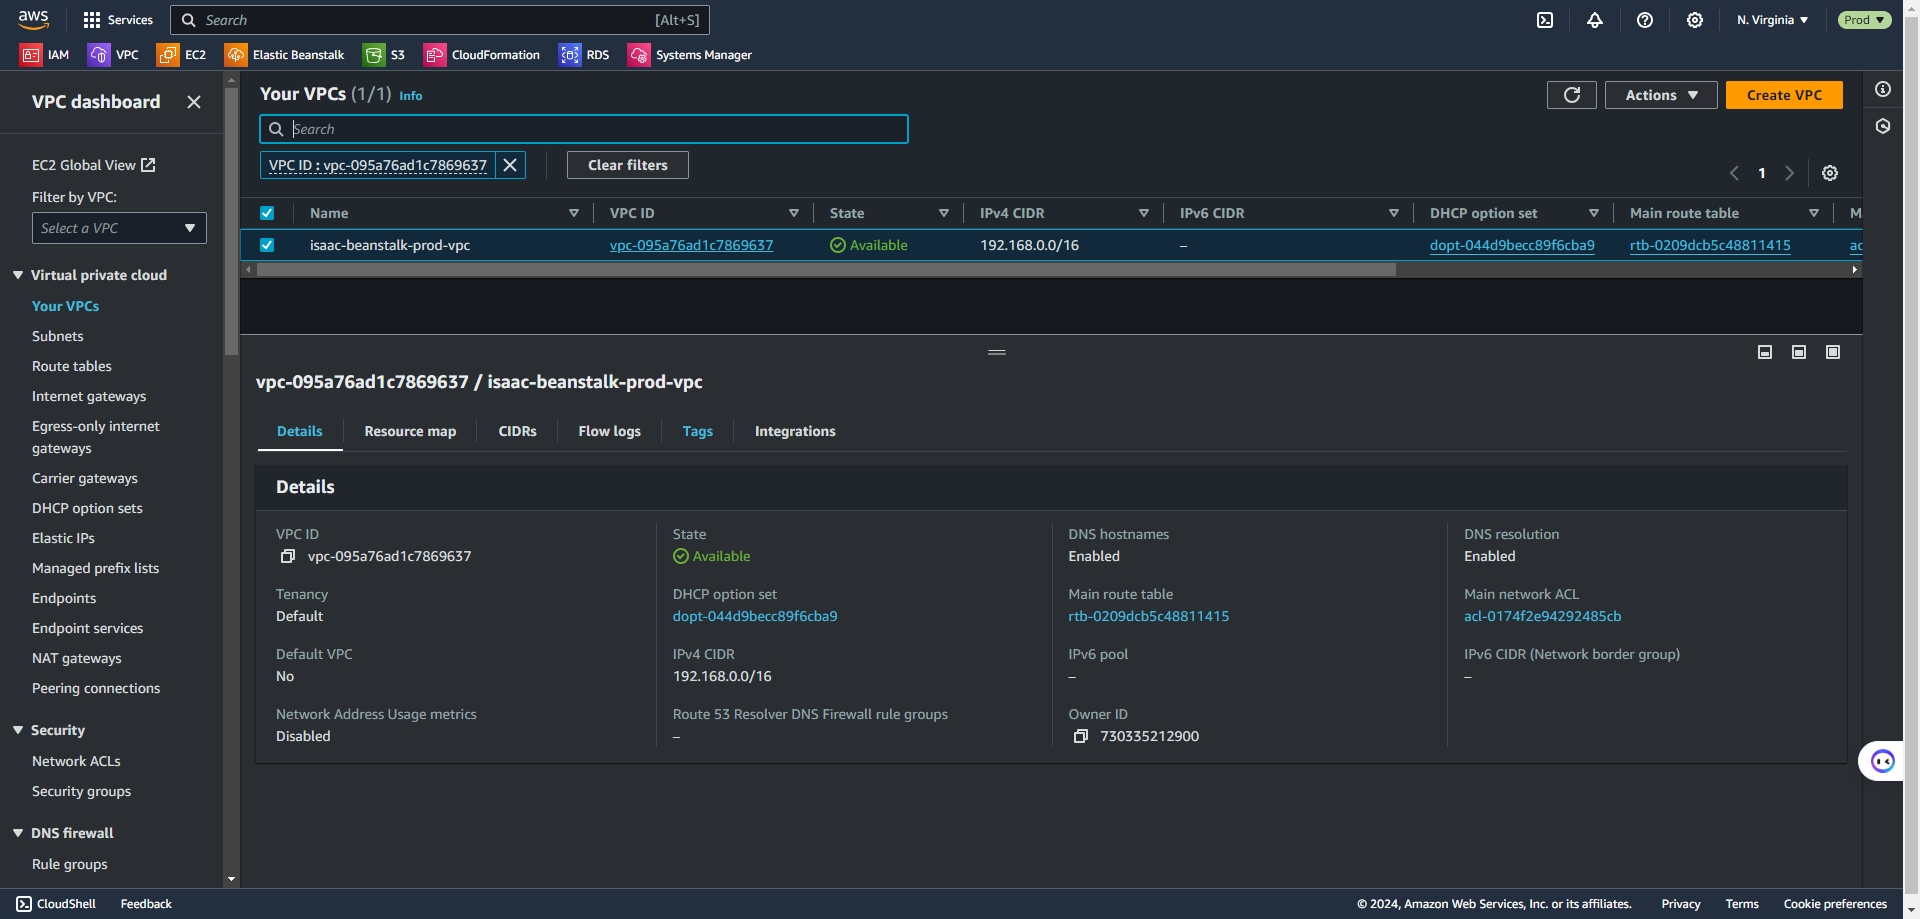 aws
Services
Search
[Alt+S]
N. Virginia
Prod
IAM
VPC
EC2
Elastic Beanstalk
S3
CloudFormation
RDS
Systems Manager
VPC dashboard
EC2 Global View
Filter by VPC:
Select a VPC
Virtual private cloud
Your VPCs
Subnets
Route tables
Internet gateways
Egress-only internet
gateways
Carrier gateways
DHCP option sets
Elastic IPs
Managed prefix lists
Endpoints
Endpoint services
NAT gateways
Peering connections
Security
Network ACLs
Security groups
DNS firewall
Rule groups
Your VPCs (1/1) Info
Actions
Create VPC
Search
VPC ID : vpc-095a76ad1c7869637
Clear filters
1
Name VPC ID State IPv4 CIDR IPv6 CIDR DHCP option set Main route table M
isaac-beanstalk-prod-vpc vpc-095a76ad1c7869637 Available 192.168.0.0/16 – dopt-044d9becc89f6cba9 rtb-0209dcb5c48811415 ac
vpc-095a76ad1c7869637 / isaac-beanstalk-prod-vpc
Details Resource map CIDRs Flow logs Tags Integrations
Details
VPC ID
vpc-095a76ad1c7869637
State
Available
DNS hostnames
Enabled
DNS resolution
Enabled
Tenancy
Default
DHCP option set
dopt-044d9becc89f6cba9
Main route table
rtb-0209dcb5c48811415
Main network ACL
acl-0174f2e94292485cb
Default VPC
No
IPv4 CIDR
192.168.0.0/16
IPv6 pool
–
IPv6 CIDR (Network border group)
–
Network Address Usage metrics
Disabled
Route 53 Resolver DNS Firewall rule groups
–
Owner ID
730335212900
CloudShell
Feedback
© 2024, Amazon Web Services, Inc. or its affiliates.
Privacy
Terms
Cookie preferences